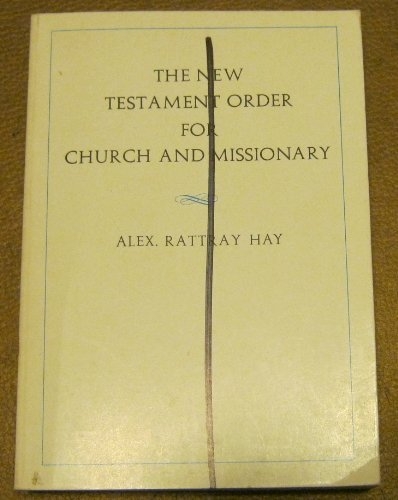 THE NEW
TESTAMENT ORDER
FOR
CHURCH AND MISSIONARY
ALEX. RATTRAY HAY